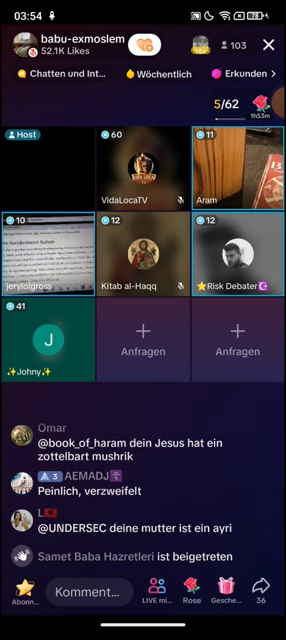 03:54
78
babu-exmoslem
52.1K Likes
103
Chatten und Int...
Wöchentlich
Erkunden >
5/62
1h53m
Host
60
11
VidaLocaTV
Aram
10
12
12
jerylolgross
Kitab al-Haqq
⭐Risk Debater☪
41
J
✨Johny✨
Anfragen
Anfragen
Omar
@book_of_haram dein Jesus hat ein
zottelbart mushrik
3 AEMADJ✝
Peinlich, verzweifelt
L🇦🇱
@UNDERSEC deine mutter ist ein ayri
Samet Baba Hazretleri ist beigetreten
Komment...
Abonn...
LIVE mi...
Rose
Gesche...
36